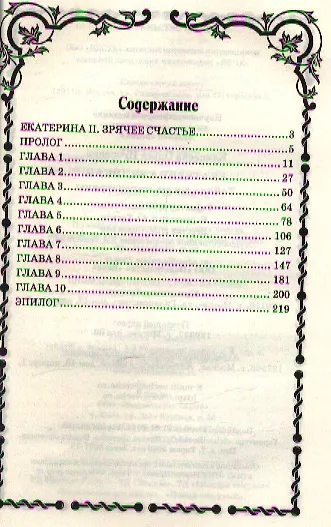 Содержание
ЕКАТЕРИНА II. ЗРЯЧЕЕ СЧАСТЬЕ 3
ПРОЛОГ 5
ГЛАВА 1 11
ГЛАВА 2 27
ГЛАВА 3 50
ГЛАВА 4 64
ГЛАВА 5 78
ГЛАВА 6 106
ГЛАВА 7 127
ГЛАВА 8 147
ГЛАВА 9 181
ГЛАВА 10 200
ЭПИЛОГ 219